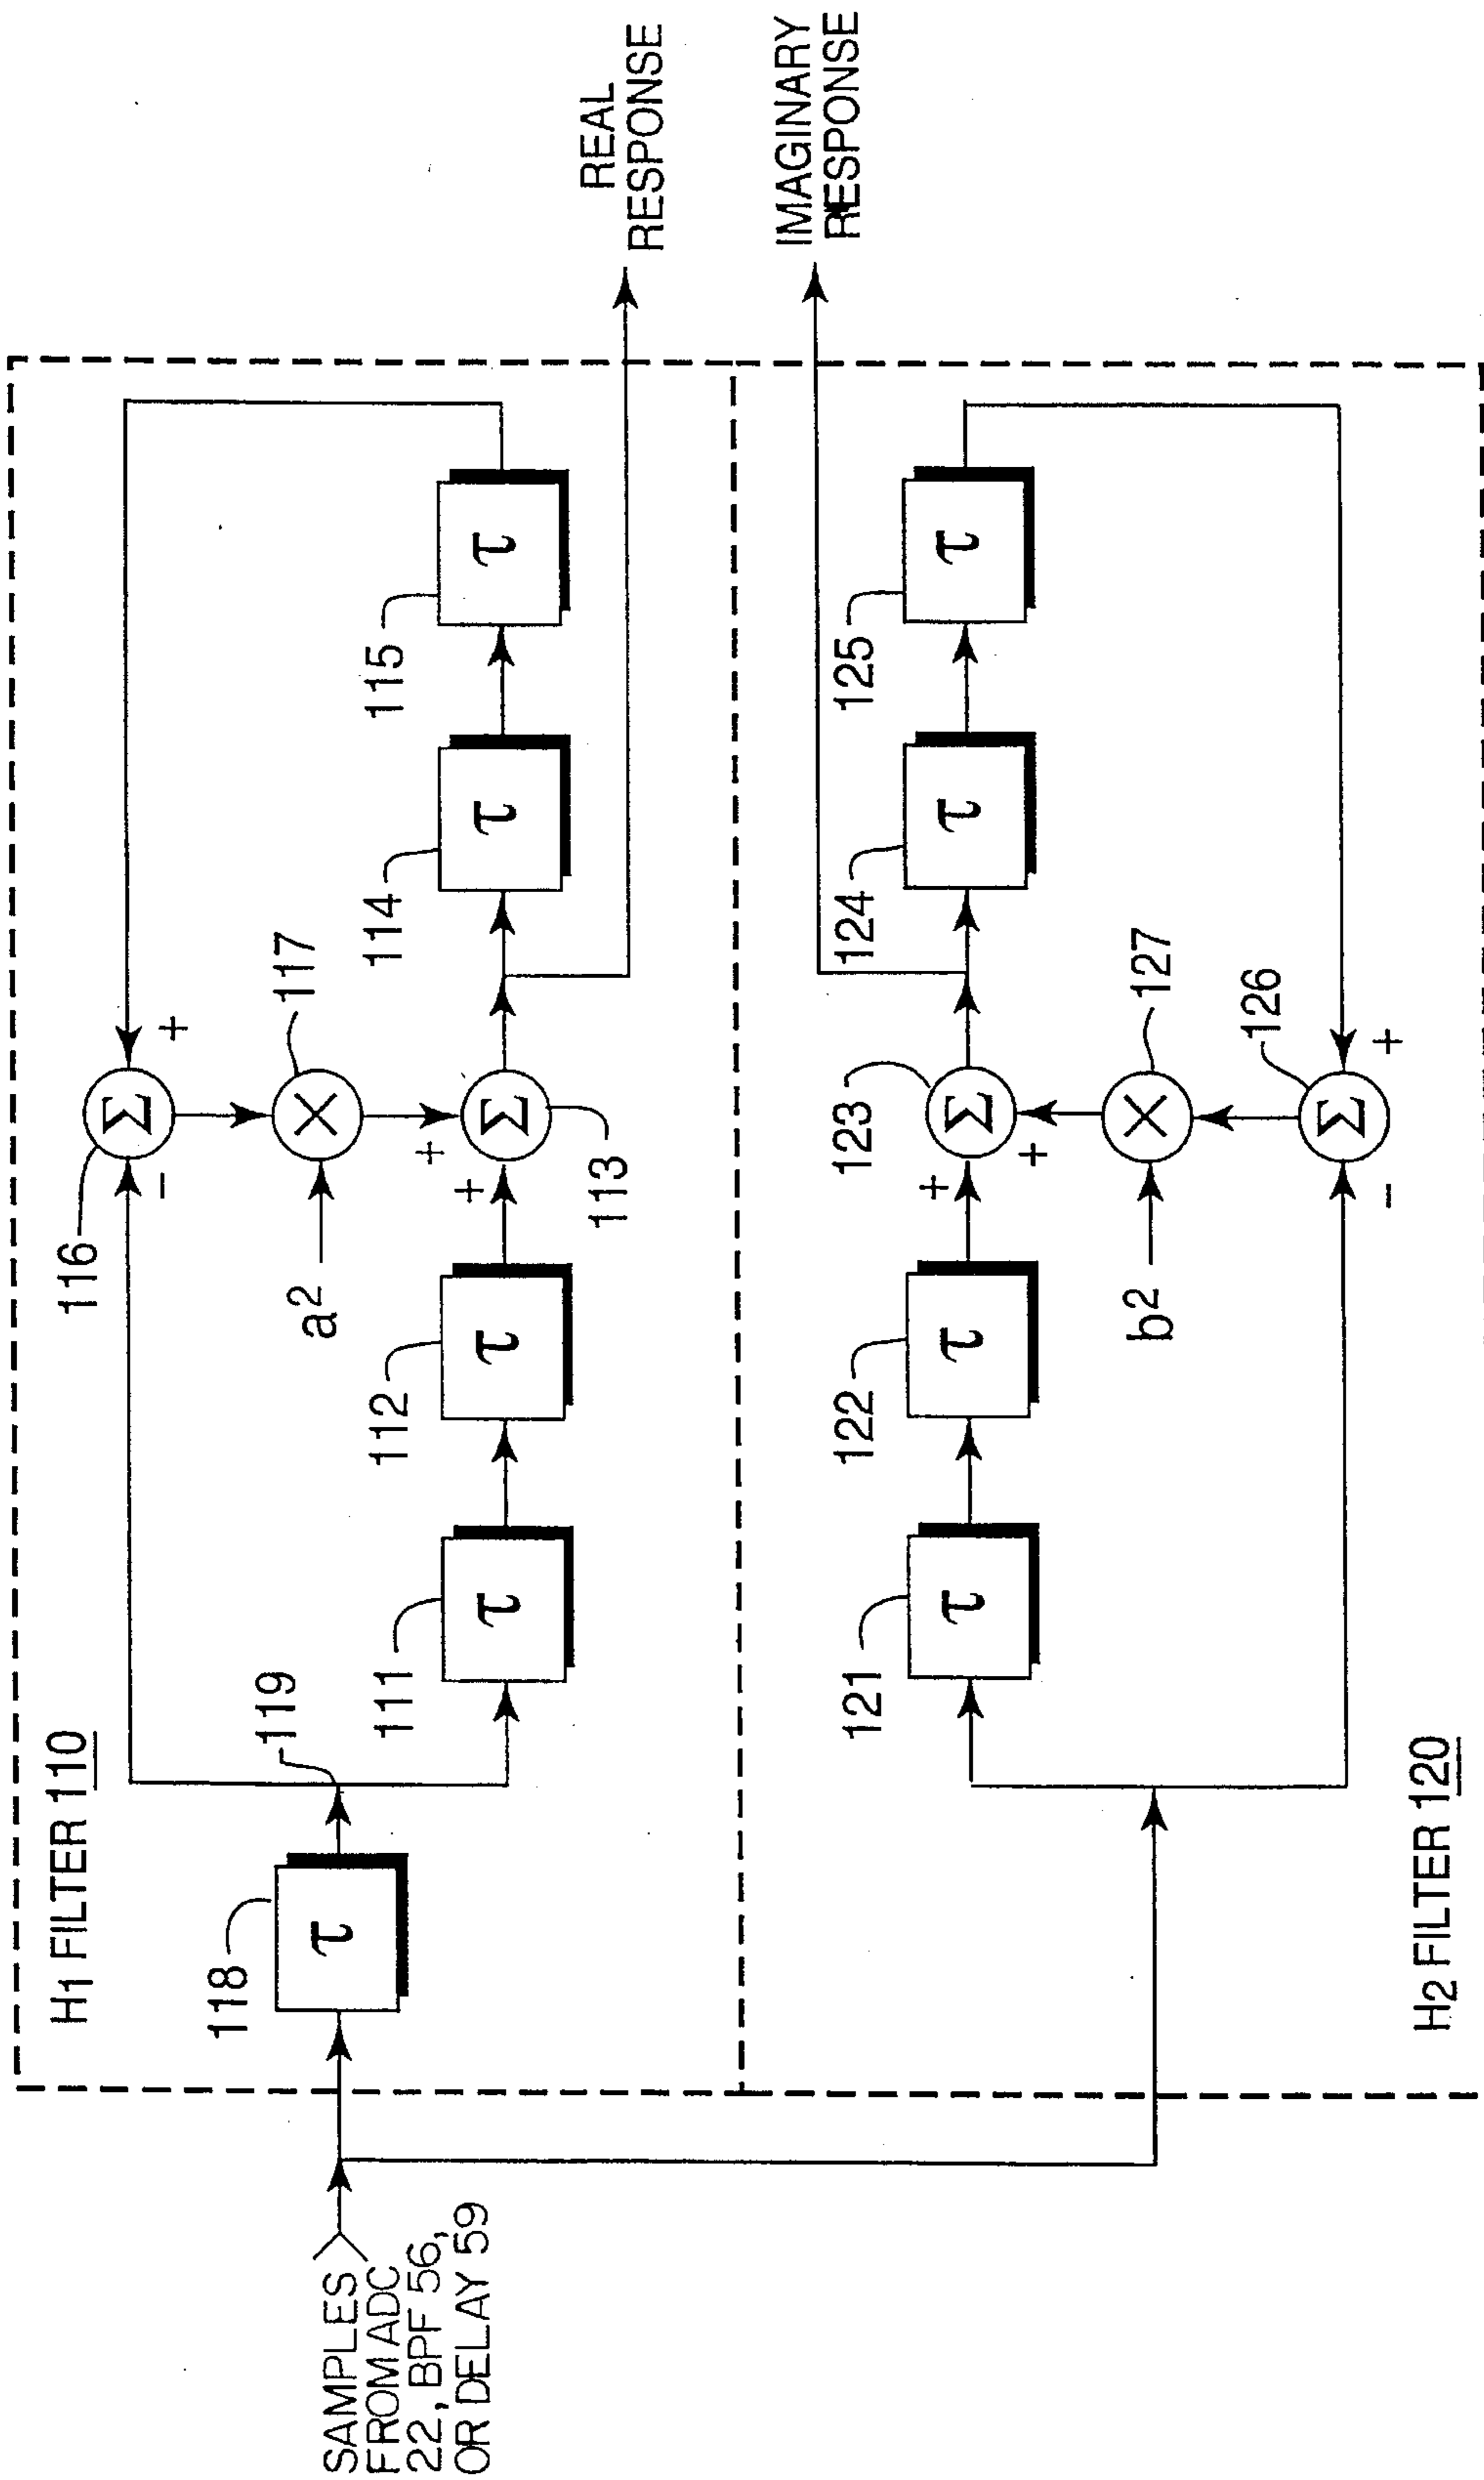 H1 FILTER 110
116
Σ
+
−
115
τ
114
τ
117
×
a2
+
+
Σ
113
112
τ
119
111
τ
118
τ
REAL
RESPONSE
SAMPLES
FROM ADC
22, BPF 56,
OR DELAY 59
IMAGINARY
RESPONSE
125
τ
124
τ
123
Σ
+
+
122
τ
121
τ
127
×
b2
126
Σ
+
−
H2 FILTER 120